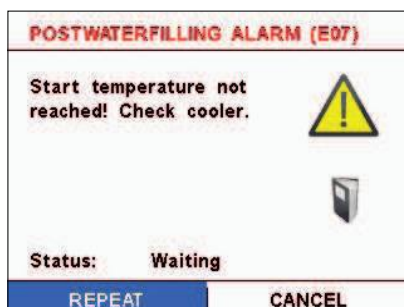 POSTWATERFILLING ALARM (E07)
Start temperature not
reached! Check cooler.
Status: Waiting
REPEAT CANCEL